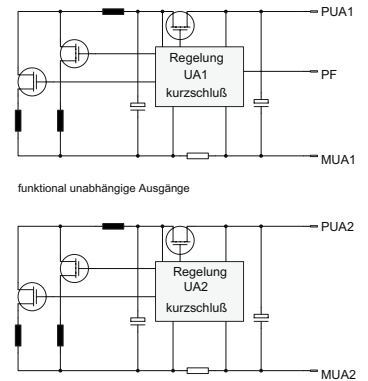 PUA1
Regelung
UA1
kurzschluß
PF
MUA1
funktional unabhängige Ausgänge
PUA2
Regelung
UA2
kurzschluß
MUA2